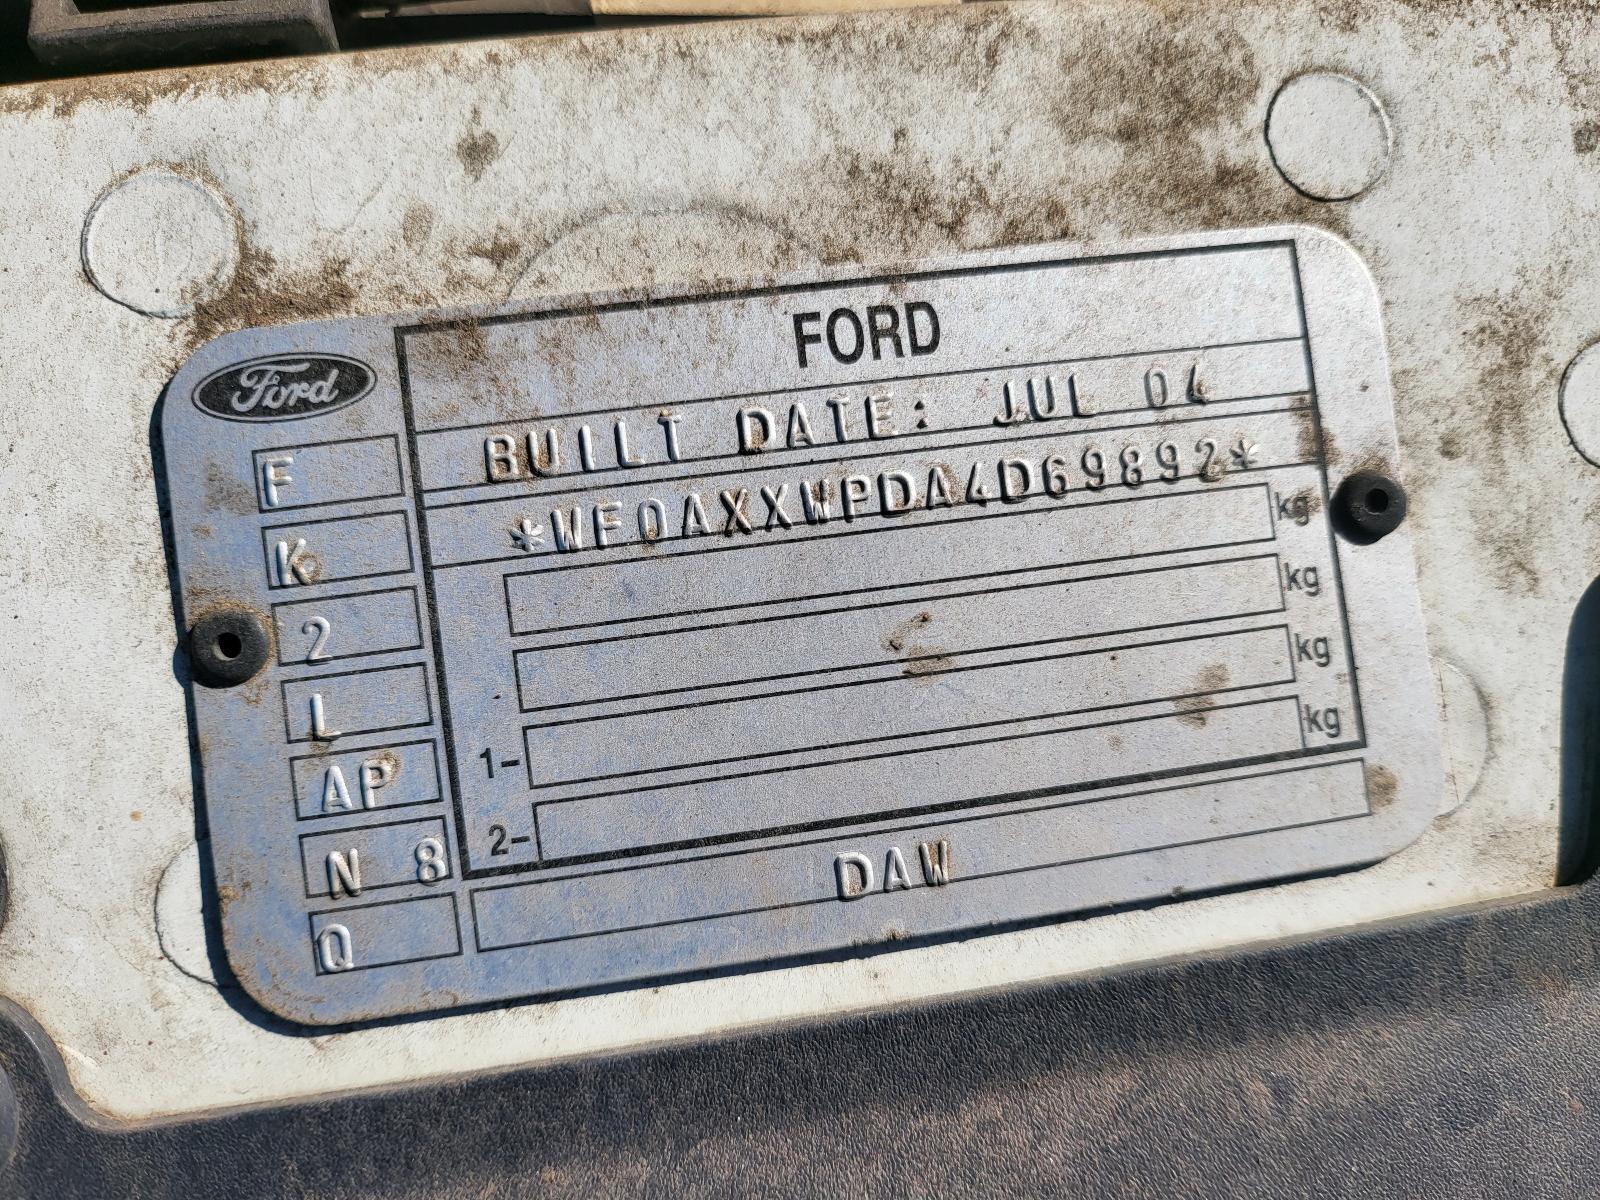 Ford
FORD
BUILT DATE: JUL 04
*WF0AXXWPDA4D69892*
F
K
2
L
AP
N 8
Q
kg
kg
kg
1-
kg
2-
DAW